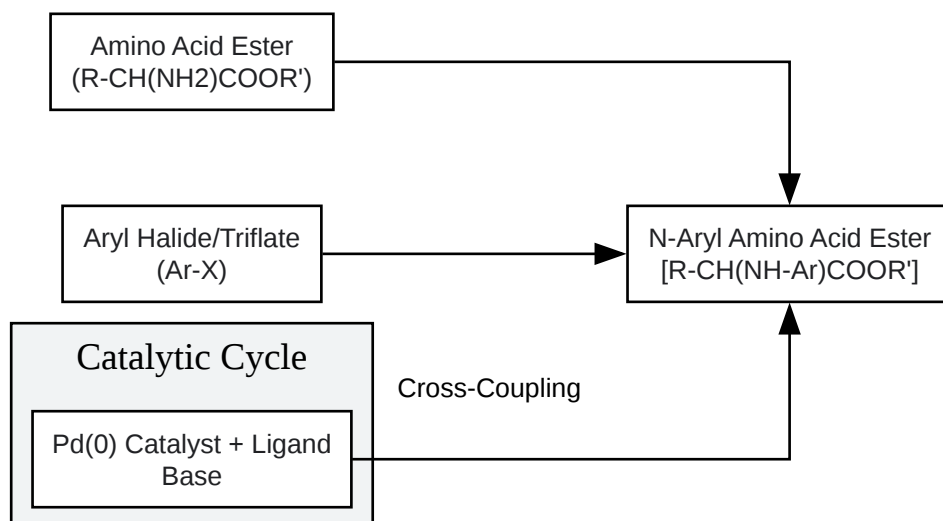 Amino Acid Ester
(R-CH(NH2)COOR')
Aryl Halide/Triflate
(Ar-X)
N-Aryl Amino Acid Ester
[R-CH(NH-Ar)COOR']
Catalytic Cycle
Cross-Coupling
Pd(0) Catalyst + Ligand
Base